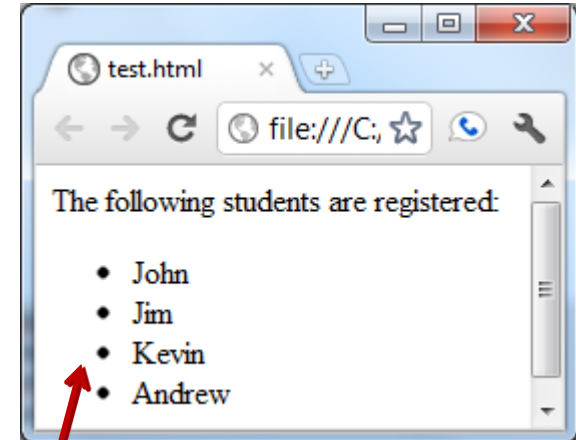 test.html
file:///C:,
The following students are registered:
John
Jim
Kevin
Andrew